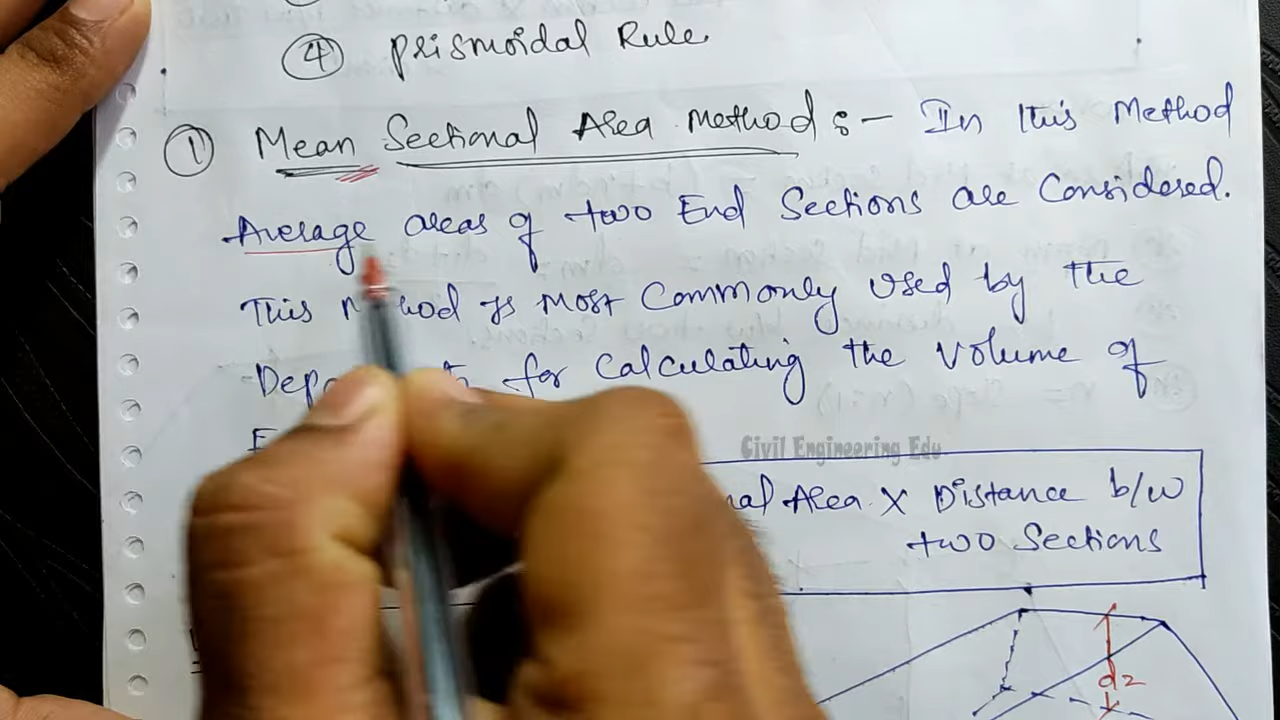 ④ Prismoidal Rule
① Mean Sectional Area Method :- In this Method
Average areas of two End Sections are Considered.
This Is Most Commonly Used by the
for Calculating the Volume of
Civil Engineering Edu
Area X Distance b/w
two Sections
d2